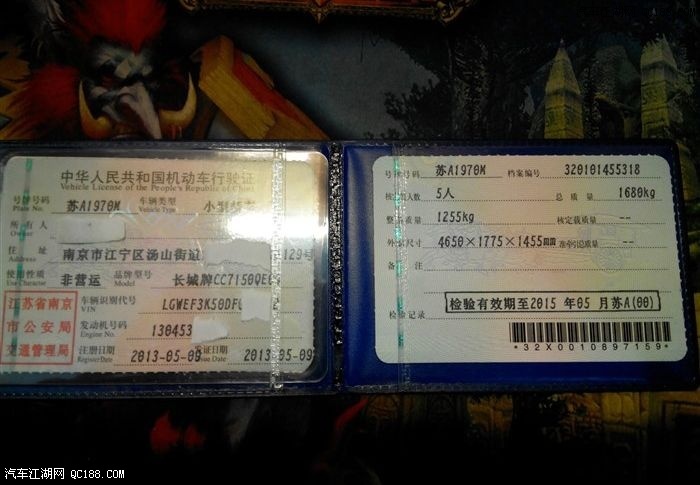 中华人民共和国机动车行驶证
Vehicle License of the People's Republic of China
号牌号码 Plate No. 苏A1970M 车辆类型 Vehicle Type 小型轿车
所有人 Owner
住址 Address 南京市江宁区汤山街道 129号
使用性质 Use Character 非营运 品牌型号 Model 长城牌CC7150QE
江苏省南京
市公安局
交通管理局
车辆识别代号 VIN LGWEF3K50DF
发动机号码 Engine No. 130453
注册日期 Register Date 2013-05-09 发证日期 Issue Date 2013-05-09
号牌号码 苏A1970M 档案编号 320101455318
核定载人数 5人 总质量 1680kg
整备质量 1255kg 核定载质量 --
外廓尺寸 4650×1775×1455mm 准牵引总质量 --
备注
检验记录 检验有效期至2015年05月苏A(00)
*32X0010897159*
汽车江湖网 QC188.COM